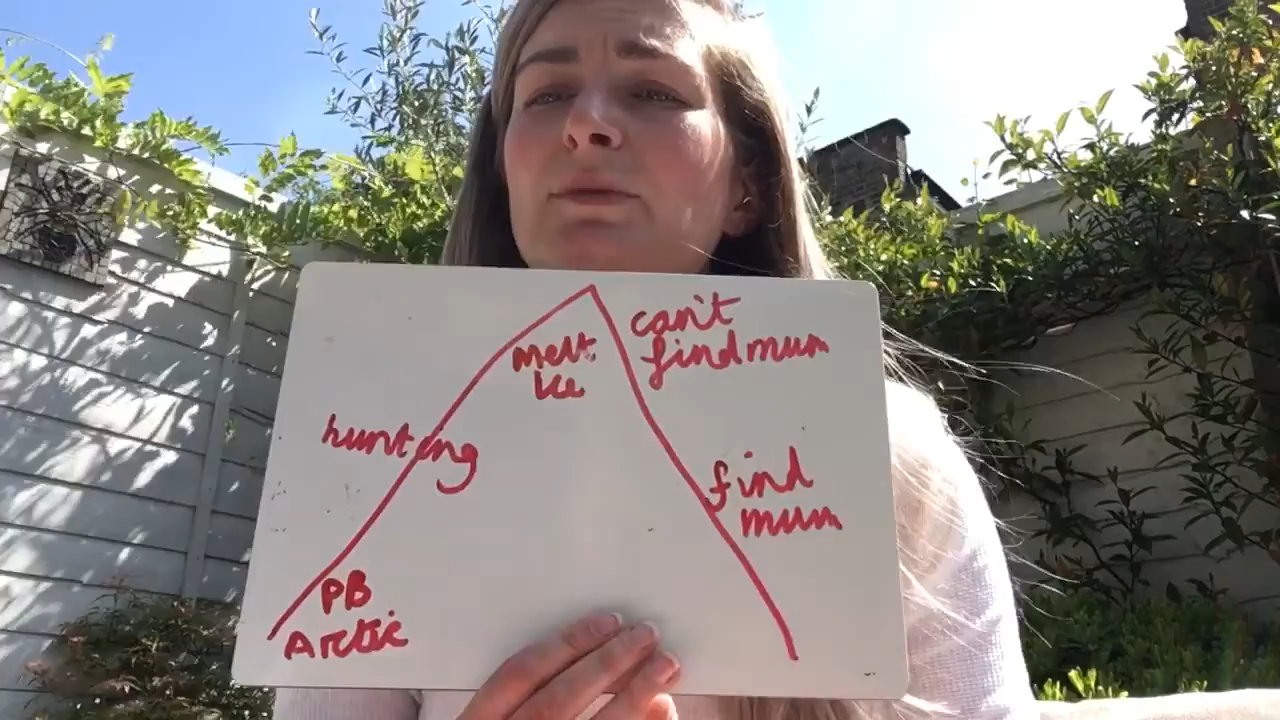 can't
find mum
melt
ice
hunting
find
mum
PB
Arctic